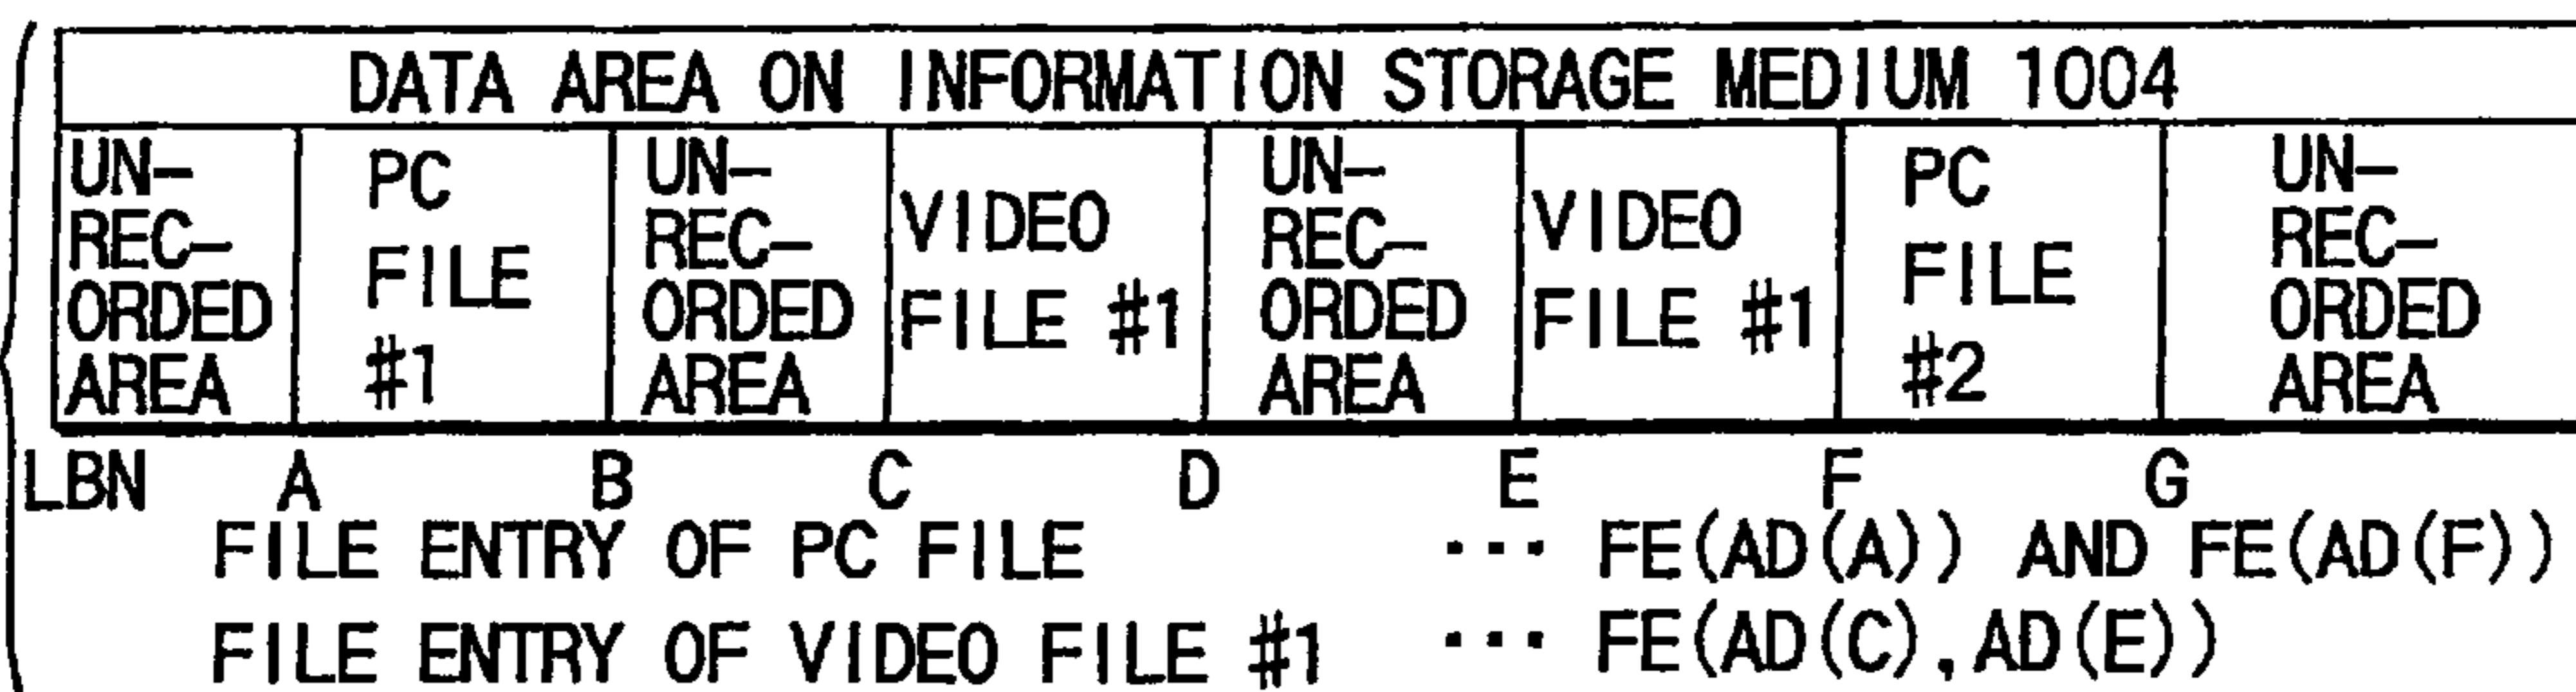 DATA AREA ON INFORMATION STORAGE MEDIUM 1004
UN-
REC-
ORDED
AREA
PC
FILE
#1
UN-
REC-
ORDED
AREA
VIDEO
FILE #1
UN-
REC-
ORDED
AREA
VIDEO
FILE #1
PC
FILE
#2
UN-
REC-
ORDED
AREA
LBN A B C D E F G
FILE ENTRY OF PC FILE ··· FE(AD(A)) AND FE(AD(F))
FILE ENTRY OF VIDEO FILE #1 ··· FE(AD(C),AD(E))